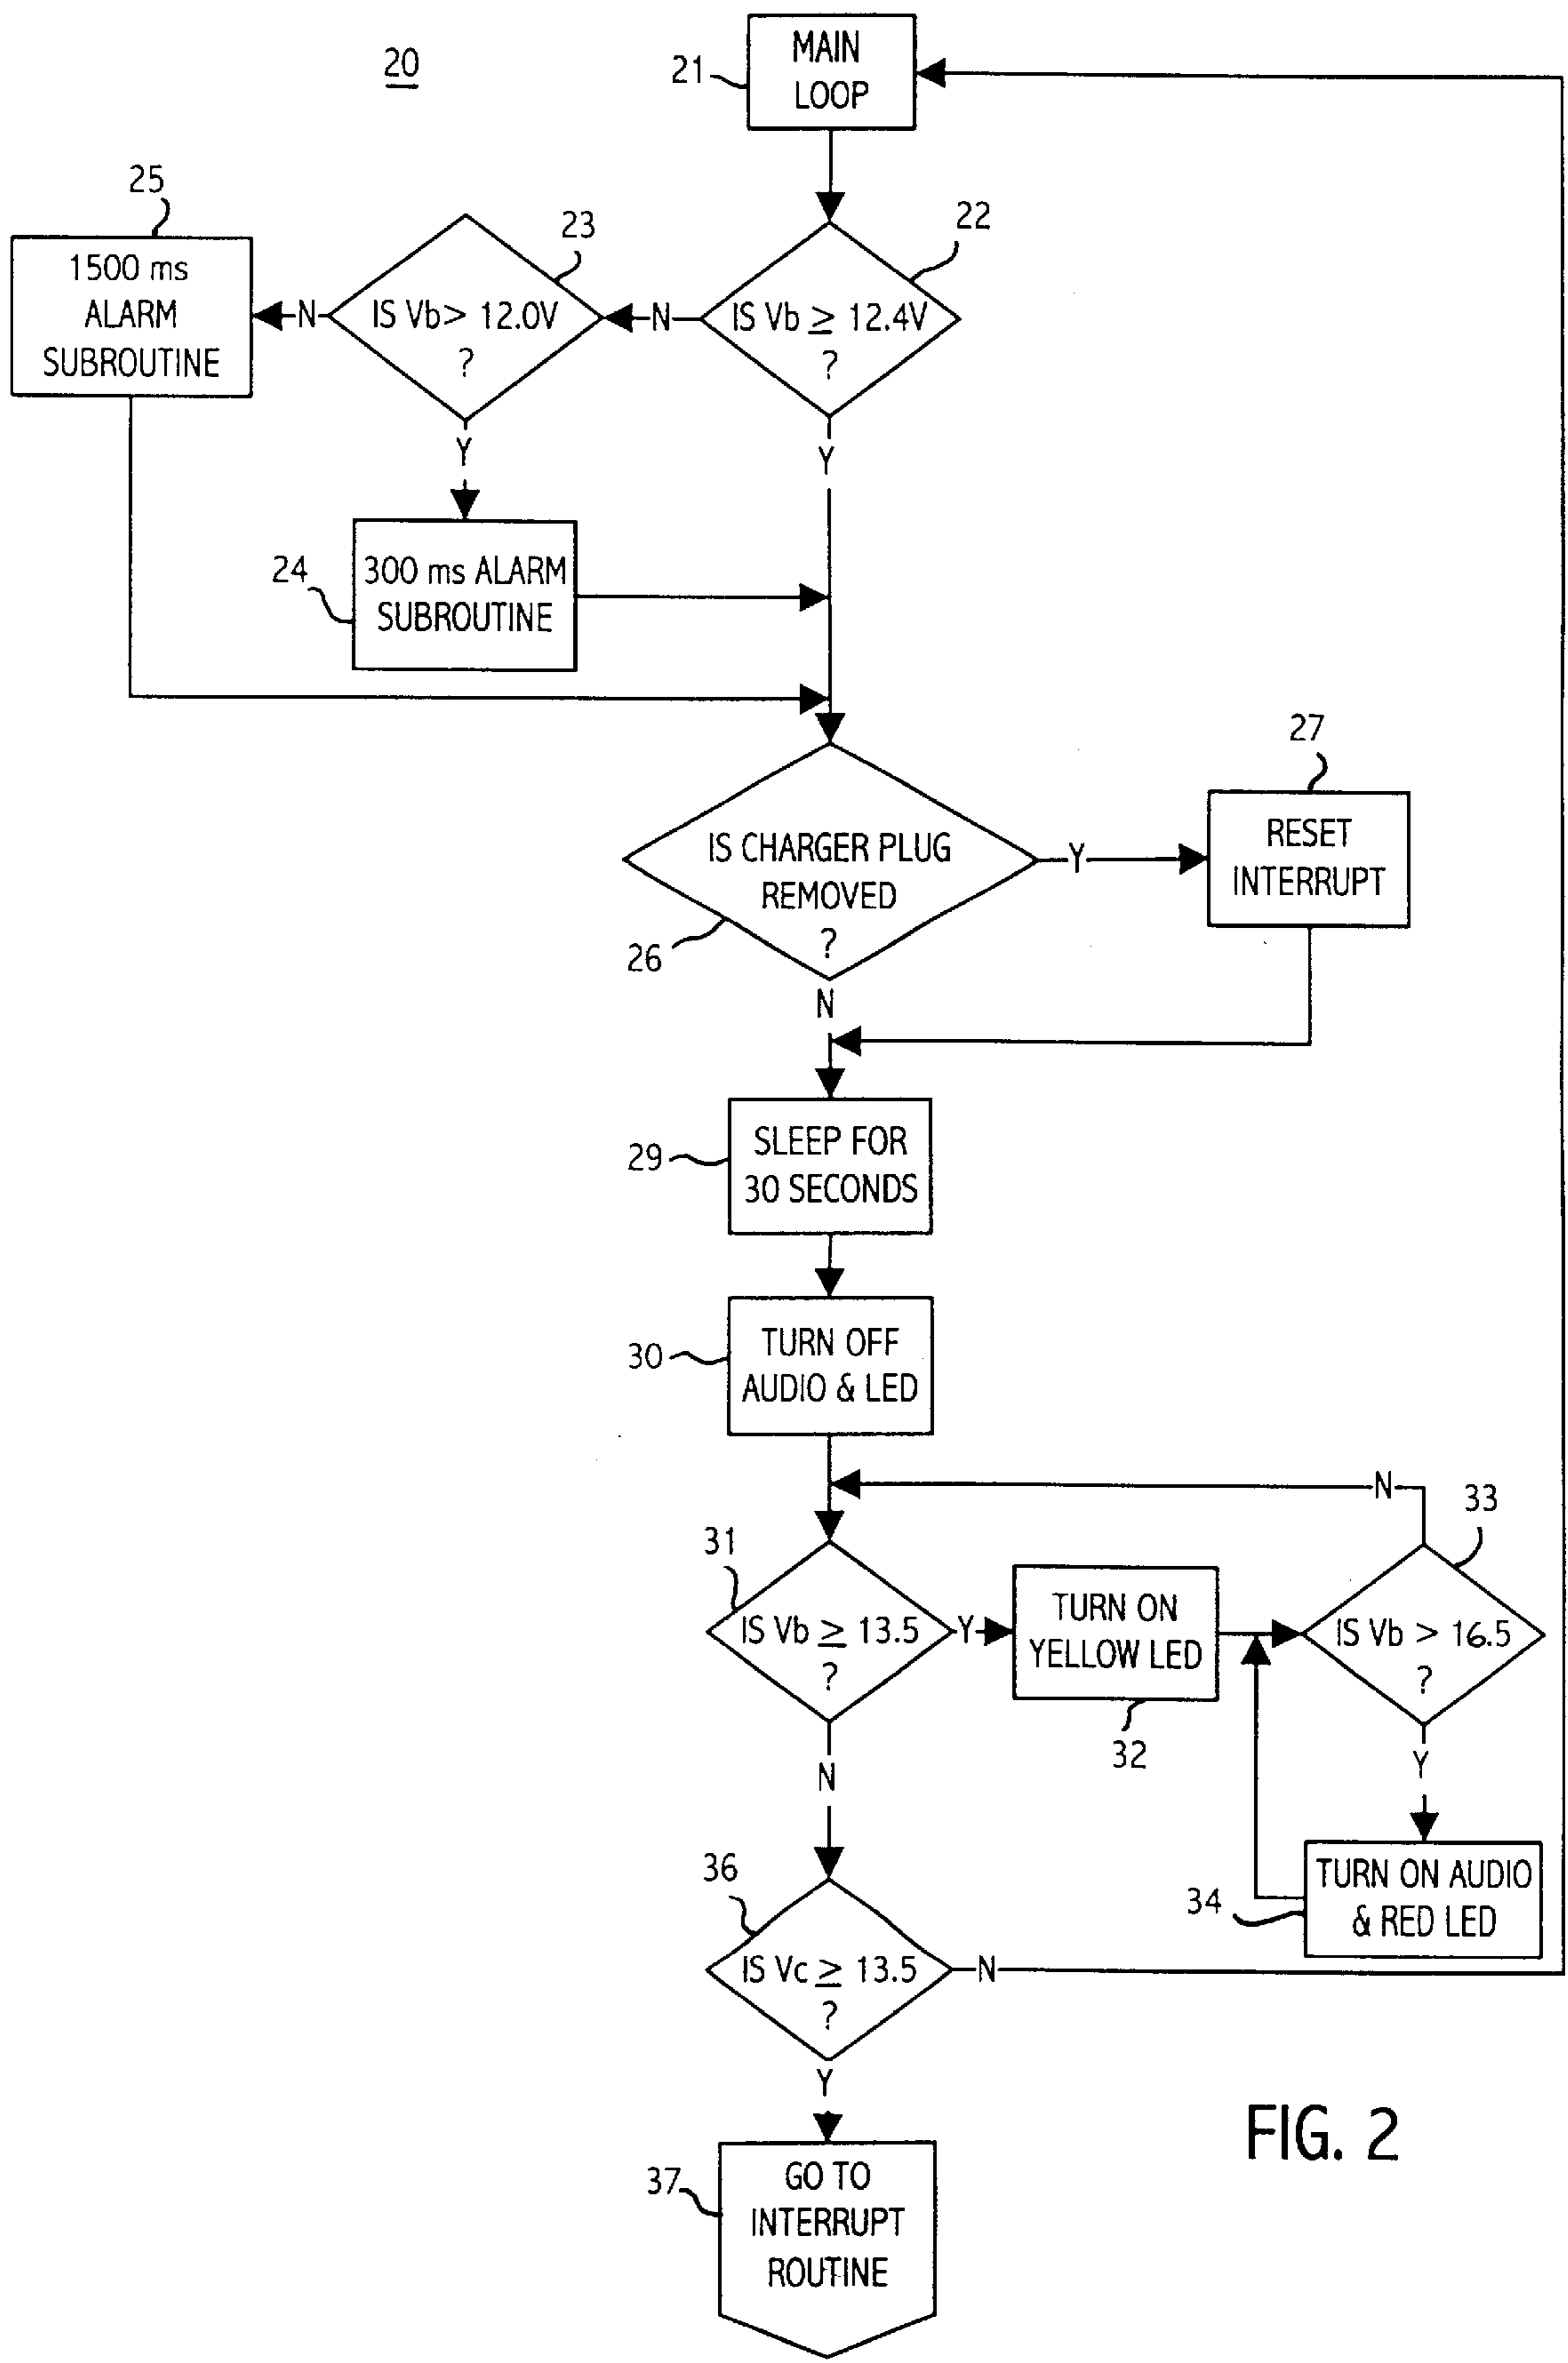 20
21
MAIN
LOOP
25
1500 ms
ALARM
SUBROUTINE
N
23
IS Vb> 12.0V
?
N
22
IS Vb ≥ 12.4V
?
Y
Y
24
300 ms ALARM
SUBROUTINE
26
IS CHARGER PLUG
REMOVED
?
Y
27
RESET
INTERRUPT
N
29
SLEEP FOR
30 SECONDS
30
TURN OFF
AUDIO & LED
N
33
31
IS Vb ≥ 13.5
?
Y
TURN ON
YELLOW LED
32
IS Vb > 16.5
?
N
Y
36
34
TURN ON AUDIO
& RED LED
IS Vc ≥ 13.5
?
N
Y
37
GO TO
INTERRUPT
ROUTINE
FIG. 2